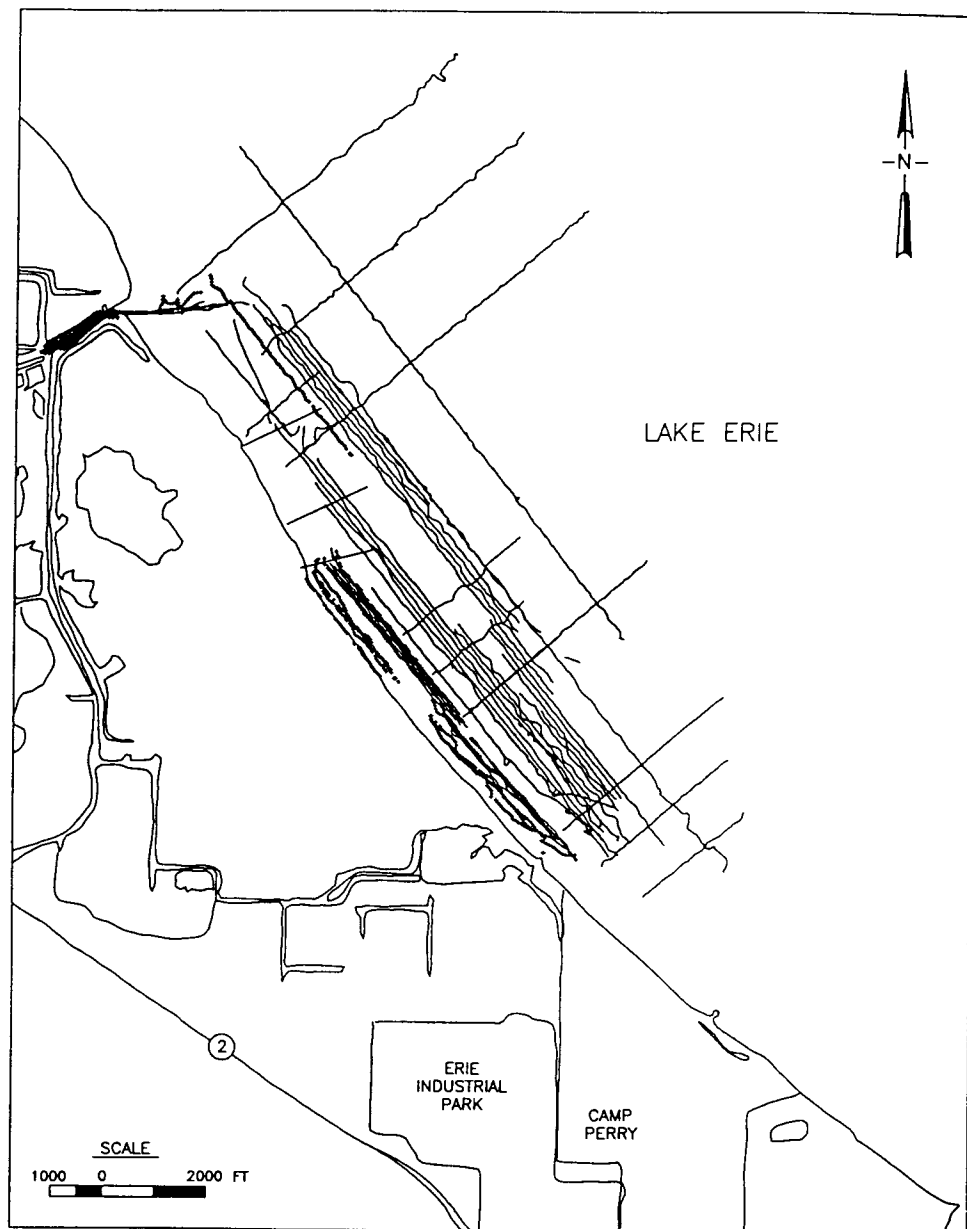 -N-
LAKE ERIE
2
ERIE
INDUSTRIAL
PARK
CAMP
PERRY
SCALE
1000 0 2000 FT